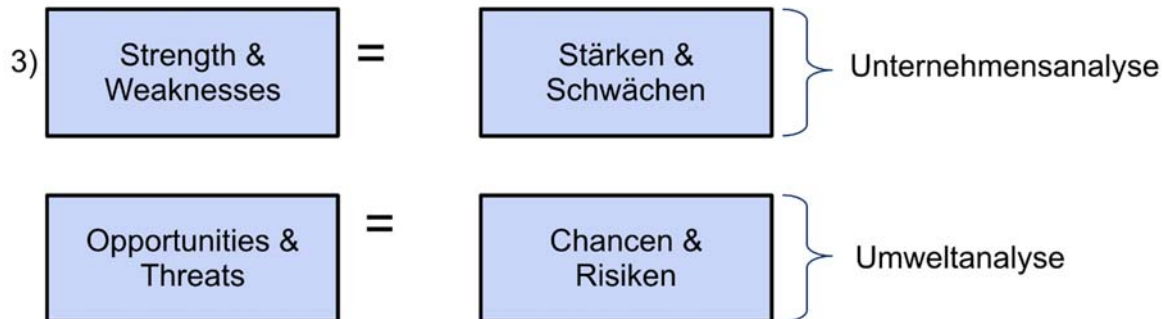 3)
Strength &
Weaknesses
=
Stärken &
Schwächen
Unternehmensanalyse
Opportunities &
Threats
=
Chancen &
Risiken
Umweltanalyse